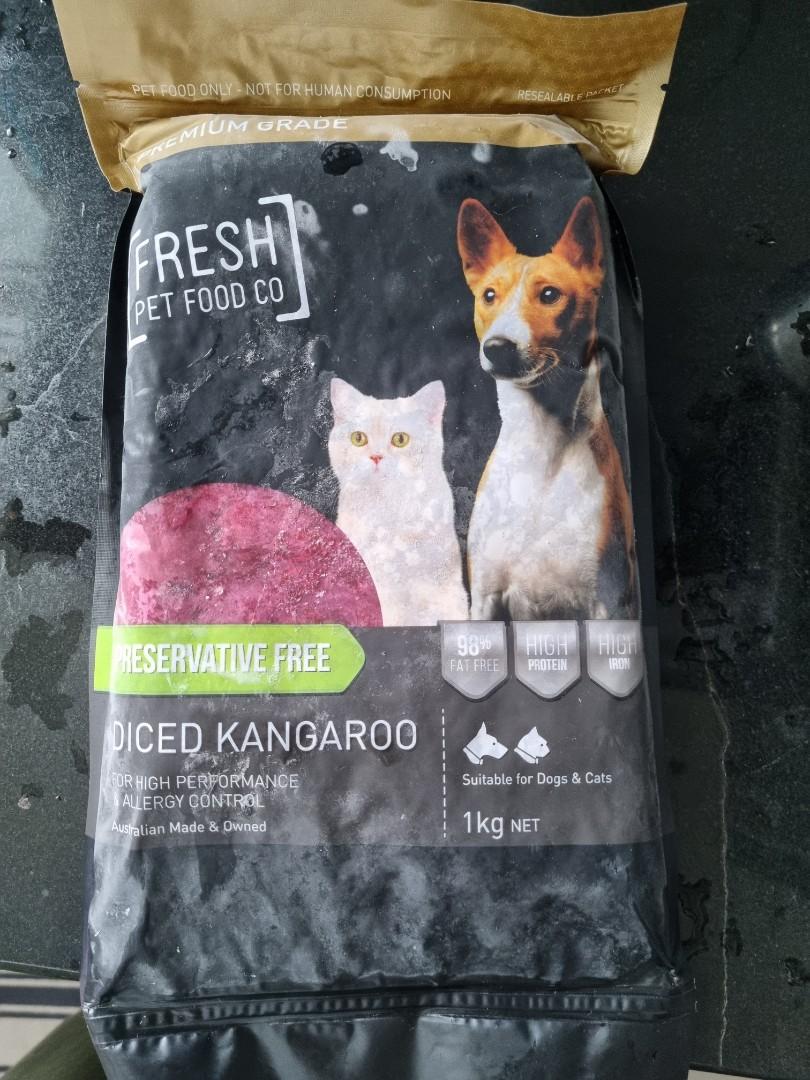 PET FOOD ONLY - NOT FOR HUMAN CONSUMPTION
RESEALABLE PACKET
PREMIUM GRADE
FRESH
PET FOOD CO
PRESERVATIVE FREE
98%
FAT FREE
HIGH
PROTEIN
HIGH
IRON
DICED KANGAROO
FOR HIGH PERFORMANCE
& ALLERGY CONTROL
Australian Made & Owned
Suitable for Dogs & Cats
1kg NET